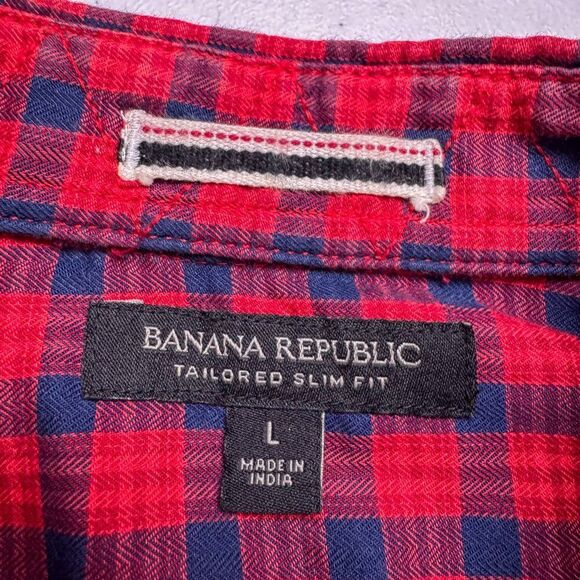 BANANA REPUBLIC
TAILORED SLIM FIT
L
MADE IN
INDIA